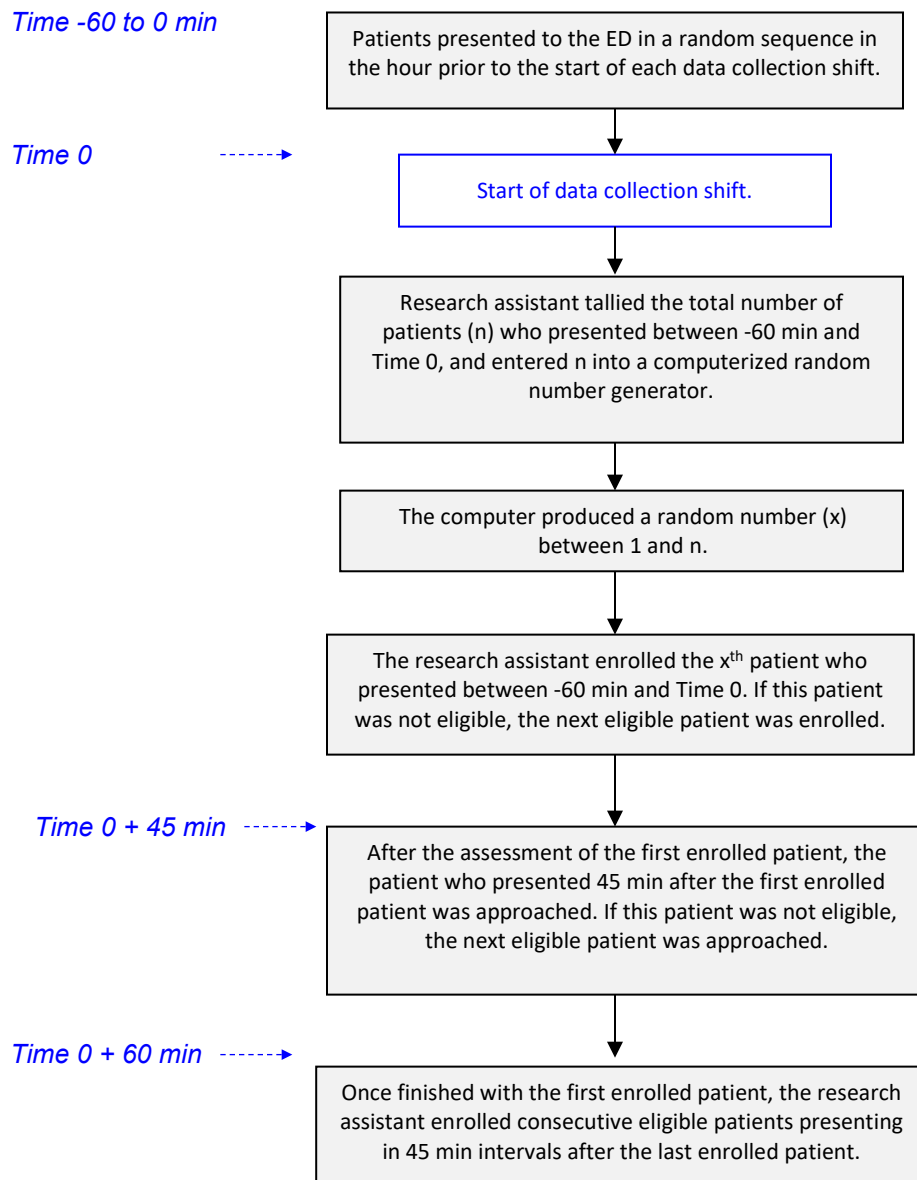 Time -60 to 0 min
Patients presented to the ED in a random sequence in
the hour prior to the start of each data collection shift.
Time 0
Start of data collection shift.
Research assistant tallied the total number of
patients (n) who presented between -60 min and
Time 0, and entered n into a computerized random
number generator.
The computer produced a random number (x)
between 1 and n.
The research assistant enrolled the xᵗʰ patient who
presented between -60 min and Time 0. If this patient
was not eligible, the next eligible patient was enrolled.
Time 0 + 45 min
After the assessment of the first enrolled patient, the
patient who presented 45 min after the first enrolled
patient was approached. If this patient was not eligible,
the next eligible patient was approached.
Time 0 + 60 min
Once finished with the first enrolled patient, the research
assistant enrolled consecutive eligible patients presenting
in 45 min intervals after the last enrolled patient.